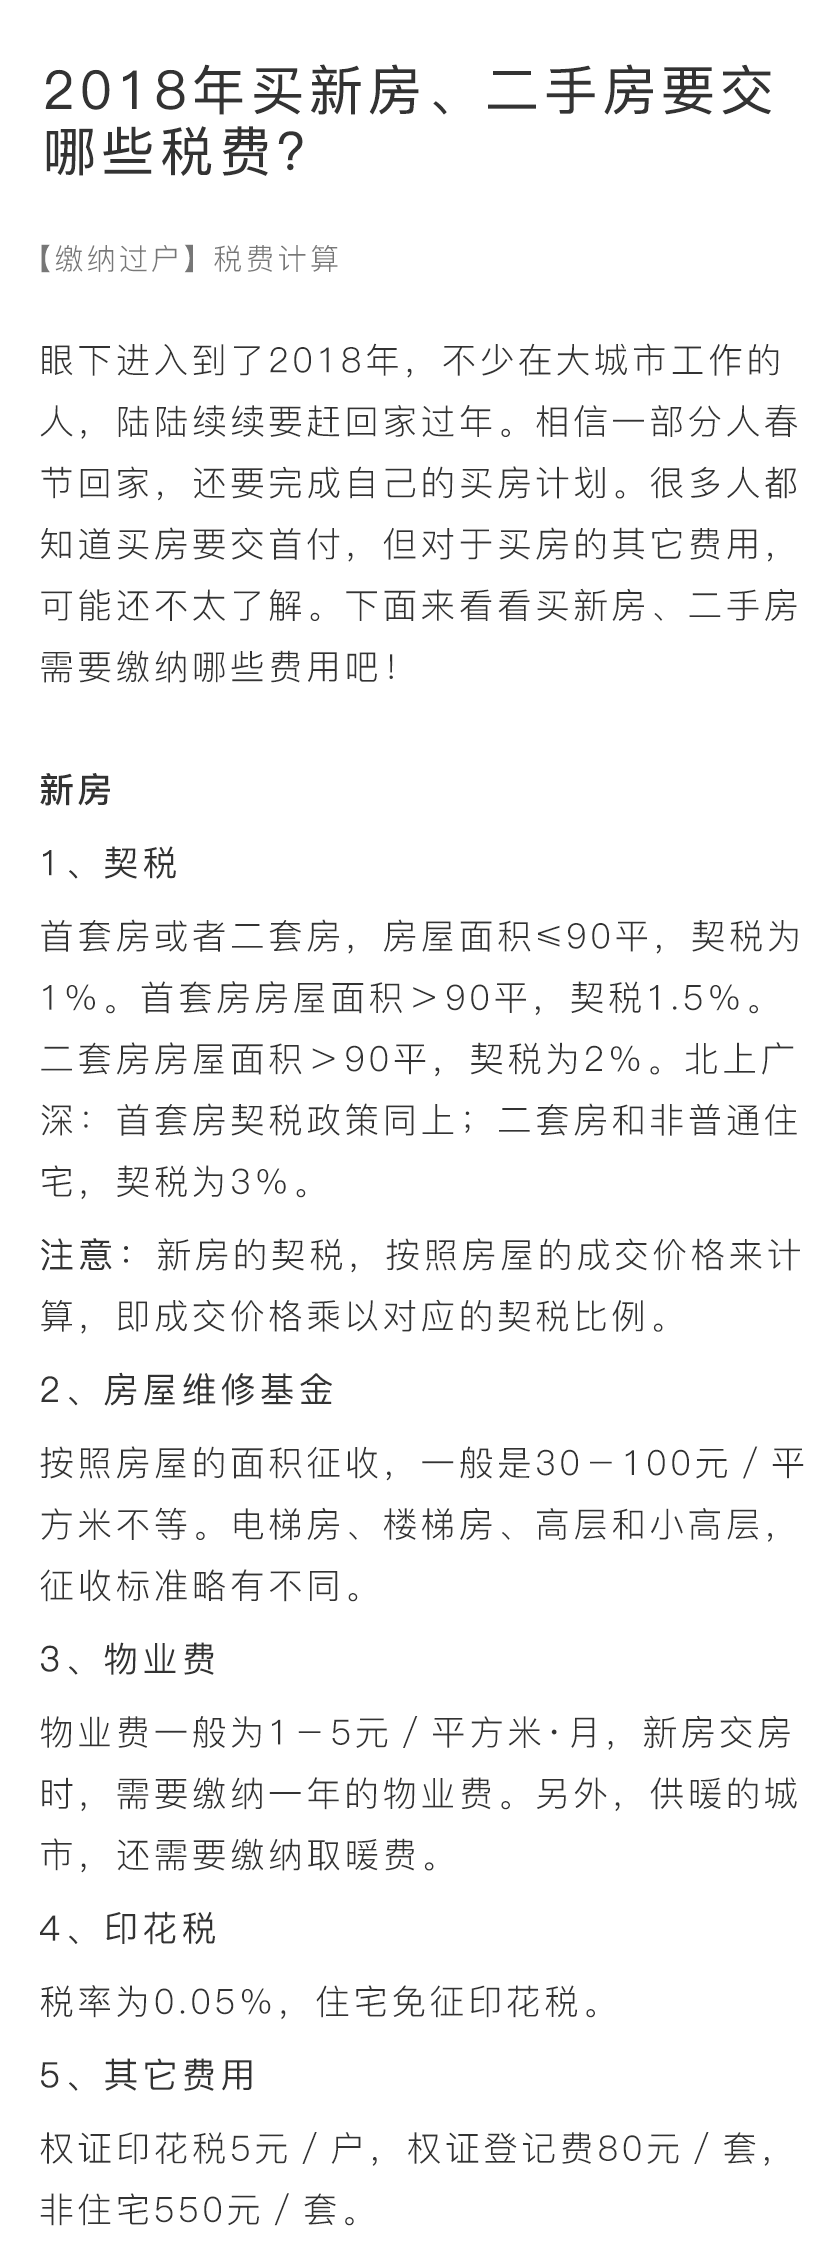 2018年买新房、二手房要交
哪些税费?
【缴纳过户】税费计算
眼下进入到了2018年，不少在大城市工作的
人，陆陆续续要赶回家过年。相信一部分人春
节回家，还要完成自己的买房计划。很多人都
知道买房要交首付，但对于买房的其它费用，
可能还不太了解。下面来看看买新房、二手房
需要缴纳哪些费用吧！
新房
1、契税
首套房或者二套房，房屋面积≤90平，契税为
1%。首套房房屋面积＞90平，契税1.5%。
二套房房屋面积＞90平，契税为2%。北上广
深：首套房契税政策同上；二套房和非普通住
宅，契税为3%。
注意：新房的契税，按照房屋的成交价格来计
算，即成交价格乘以对应的契税比例。
2、房屋维修基金
按照房屋的面积征收，一般是30－100元／平
方米不等。电梯房、楼梯房、高层和小高层，
征收标准略有不同。
3、物业费
物业费一般为1－5元／平方米·月，新房交房
时，需要缴纳一年的物业费。另外，供暖的城
市，还需要缴纳取暖费。
4、印花税
税率为0.05%，住宅免征印花税。
5、其它费用
权证印花税5元／户，权证登记费80元／套，
非住宅550元／套。